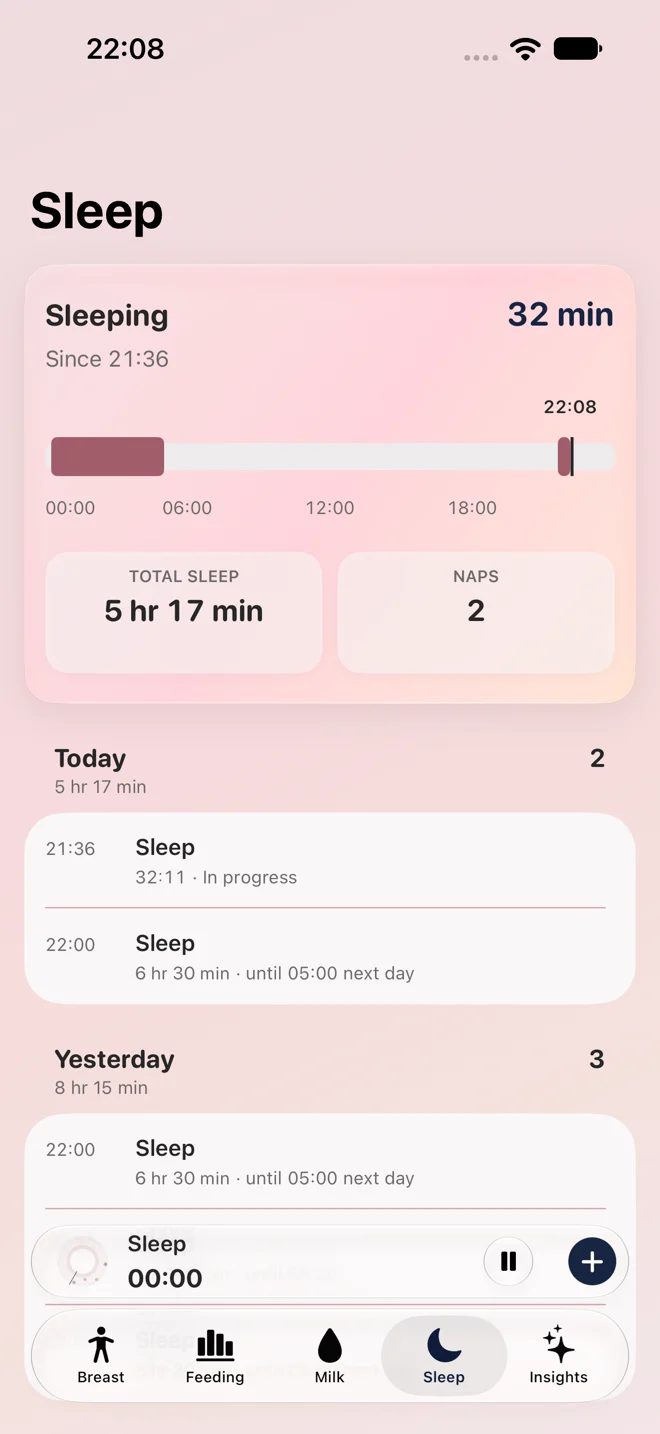 22:08
Sleep
Sleeping
32 min
Since 21:36
22:08
00:00 06:00 12:00 18:00
TOTAL SLEEP
5 hr 17 min
NAPS
2
Today
2
5 hr 17 min
21:36 Sleep
32:11 · In progress
22:00 Sleep
6 hr 30 min · until 05:00 next day
Yesterday
3
8 hr 15 min
22:00 Sleep
6 hr 30 min · until 05:00 next day
Sleep
00:00
Sleep
Breast Feeding Milk Sleep Insights